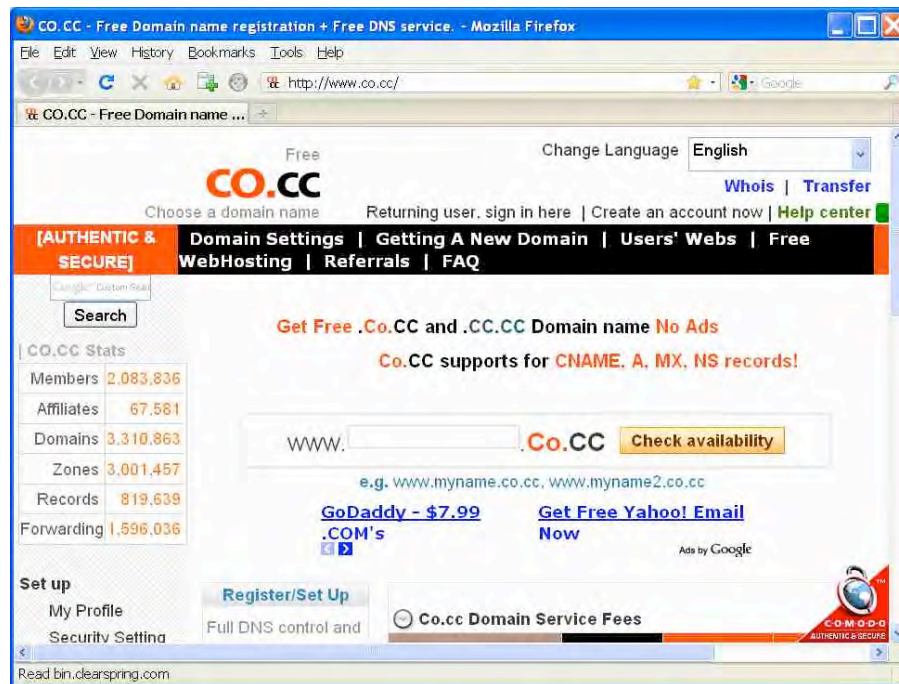 CO.CC - Free Domain name registration + Free DNS service. - Mozilla Firefox
File Edit View History Bookmarks Tools Help
http://www.co.cc/
Google
CO.CC - Free Domain name ...
Free
CO.CC
Choose a domain name
Change Language English
Whois | Transfer
Returning user, sign in here | Create an account now | Help center
[AUTHENTIC & SECURE]
Domain Settings | Getting A New Domain | Users' Webs | Free
WebHosting | Referrals | FAQ
Google Custom Sear
Search
| CO.CC Stats
Members 2,083,836
Affiliates 67,581
Domains 3,310,863
Zones 3,001,457
Records 819,639
Forwarding 1,596,036
Get Free .Co.CC and .CC.CC Domain name No Ads
Co.CC supports for CNAME, A, MX, NS records!
www. .Co.CC Check availability
e.g. www.myname.co.cc, www.myname2.co.cc
GoDaddy - $7.99
.COM's
Get Free Yahoo! Email
Now
Ads by Google
Set up
My Profile
Security Setting
Register/Set Up
Full DNS control and
Co.cc Domain Service Fees
C·O·M·O·D·O
AUTHENTIC & SECURE
TM
Read bin.clearspring.com